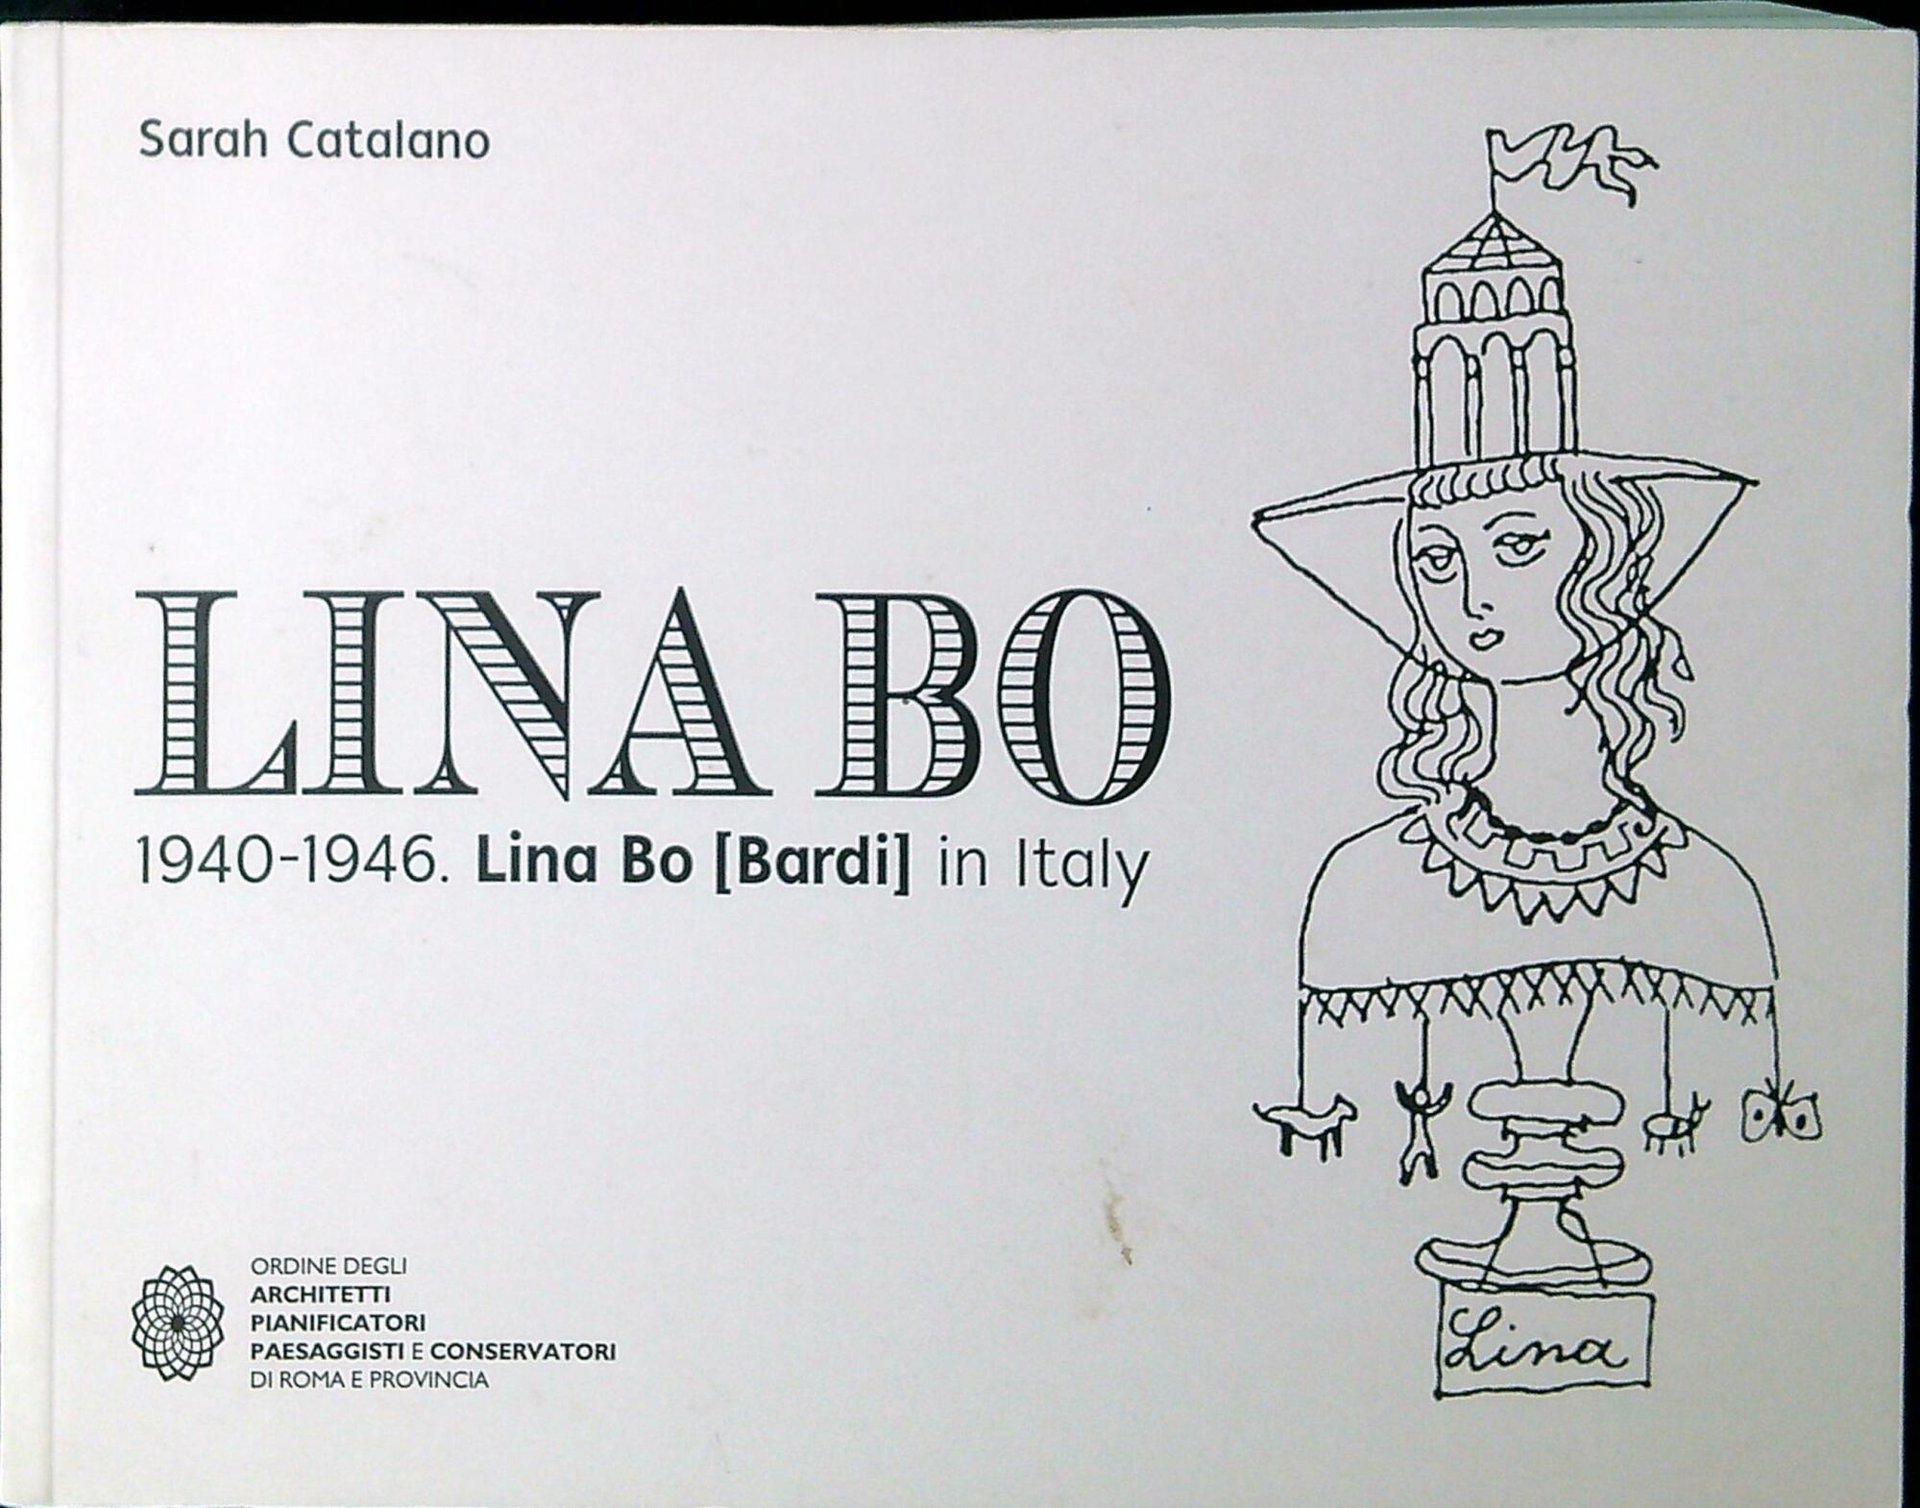 Sarah Catalano
LINA BO
1940-1946. Lina Bo [Bardi] in Italy
ORDINE DEGLI
ARCHITETTI
PIANIFICATORI
PAESAGGISTI E CONSERVATORI
DI ROMA E PROVINCIA
Lina